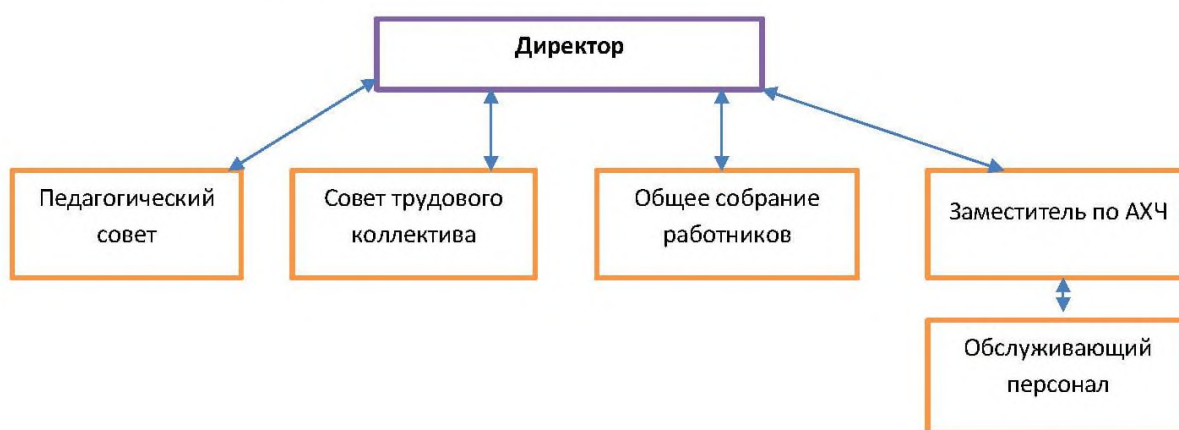 Директор
Педагогический
совет
Совет трудового
коллектива
Общее собрание
работников
Заместитель по АХЧ
Обслуживающий
персонал